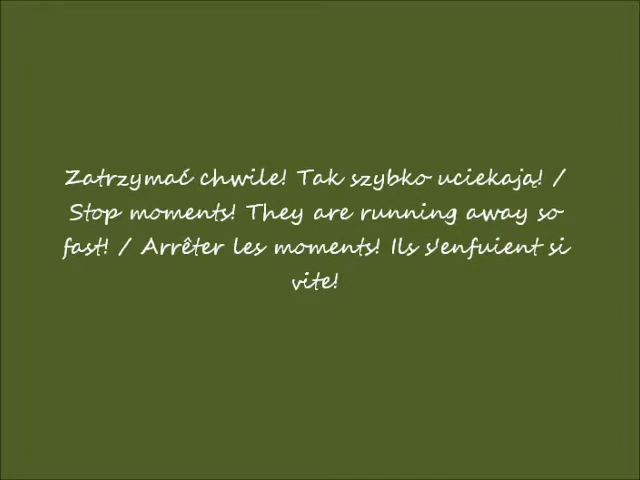 Zatrzymać chwile! Tak szybko uciekają! /
Stop moments! They are running away so
fast! / Arrêter les moments! Ils s'enfuient si
vite!